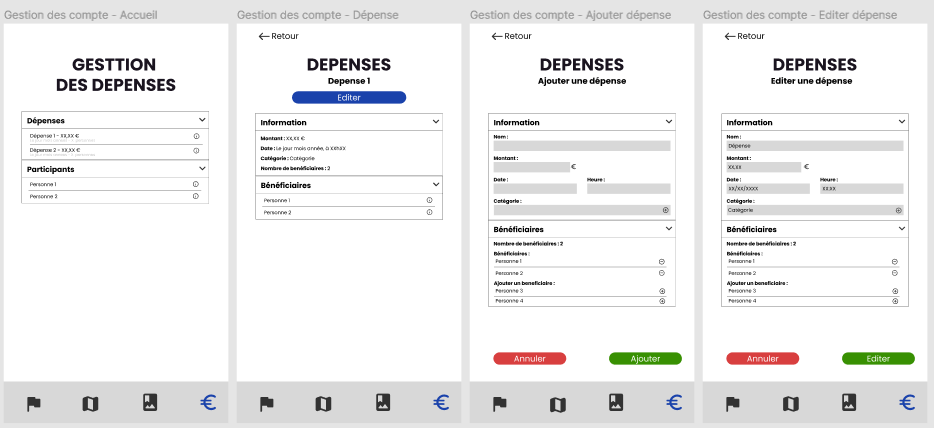 Gestion des compte - Accueil
GESTTION
DES DEPENSES
Dépenses
Dépense 1 - XX,XX €
Dépense 2 - XX,XX €
Participants
Personne 1
Personne 2
Gestion des compte - Dépense
Retour
DEPENSES
Depense 1
Editer
Information
Montant : XX,XX €
Date : Le jour mois année, à XXhXX
Catégorie : Catégorie
Nombre de bénéficiaires : 2
Bénéficiaires
Personne 1
Personne 2
Gestion des compte - Ajouter dépense
Retour
DEPENSES
Ajouter une dépense
Information
Nom :
Montant :
€
Date : Heure :
Catégorie :
Bénéficiaires
Nombre de bénéficiaires : 2
Bénéficiaires :
Personne 1
Personne 2
Ajouter un beneficiaire :
Personne 3
Personne 4
Annuler Ajouter
€
Gestion des compte - Editer dépense
Retour
DEPENSES
Editer une dépense
Information
Nom :
Dépense
Montant :
XX,XX €
Date : Heure :
XX/XX/XXXX XX:XX
Catégorie :
Catégorie
Bénéficiaires
Nombre de bénéficiaires : 2
Bénéficiaires :
Personne 1
Personne 2
Ajouter un beneficiaire :
Personne 3
Personne 4
Annuler Editer